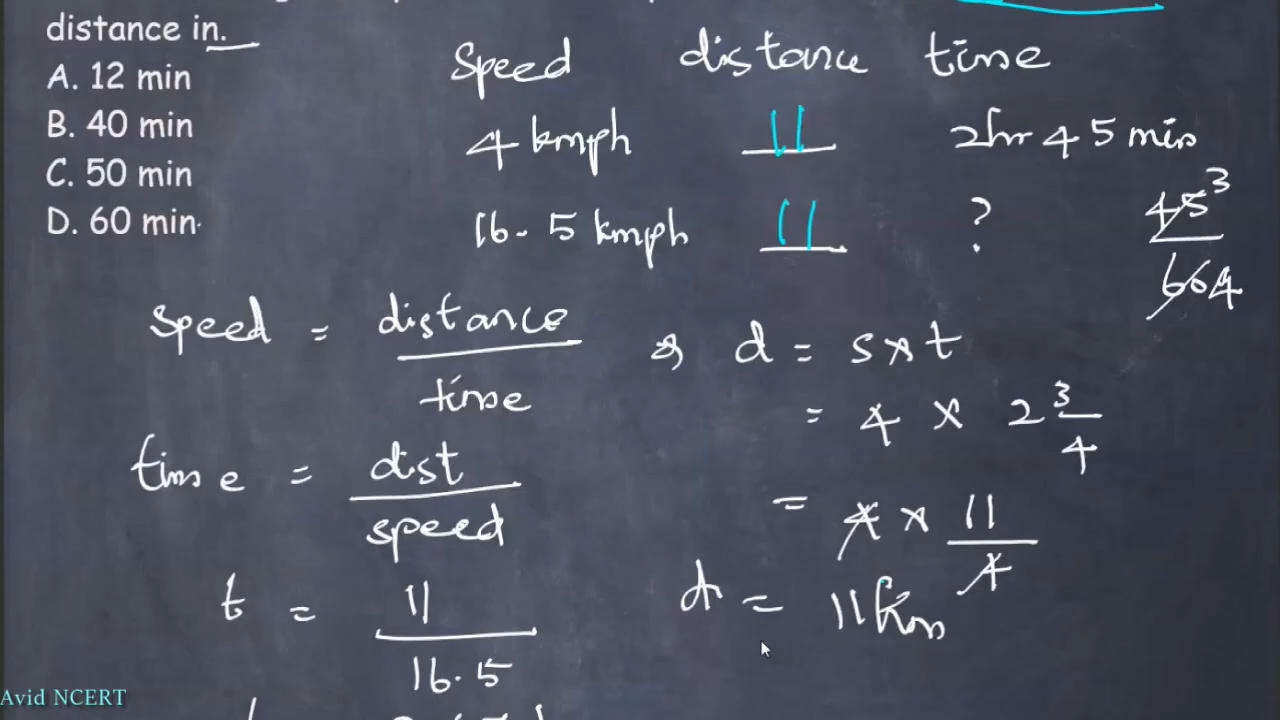 distance in.
A. 12 min
B. 40 min
C. 50 min
D. 60 min
Speed distance time
4 kmph 11 2hr 45 min
16.5 kmph 11 ?
45 3
60 4
speed = distance / time
d = s x t
= 4 x 2 3/4
= 4 x 11/4
d = 11 km
time = dist / speed
t = 11 / 16.5
Avid NCERT